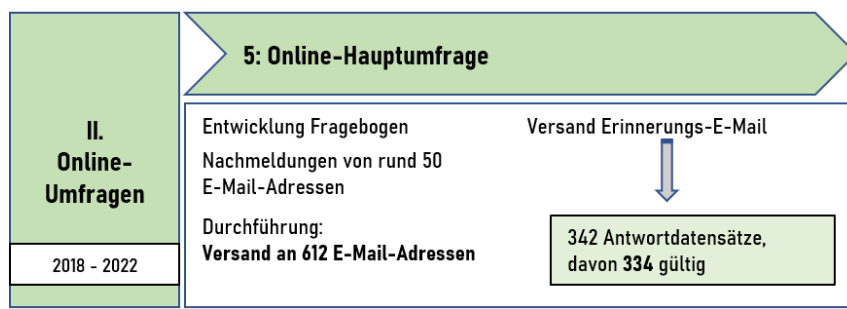 II.
Online-
Umfragen
2018 - 2022
5: Online-Hauptumfrage
Entwicklung Fragebogen
Nachmeldungen von rund 50
E-Mail-Adressen
Durchführung:
Versand an 612 E-Mail-Adressen
Versand Erinnerungs-E-Mail
342 Antwortdatensätze,
davon 334 gültig